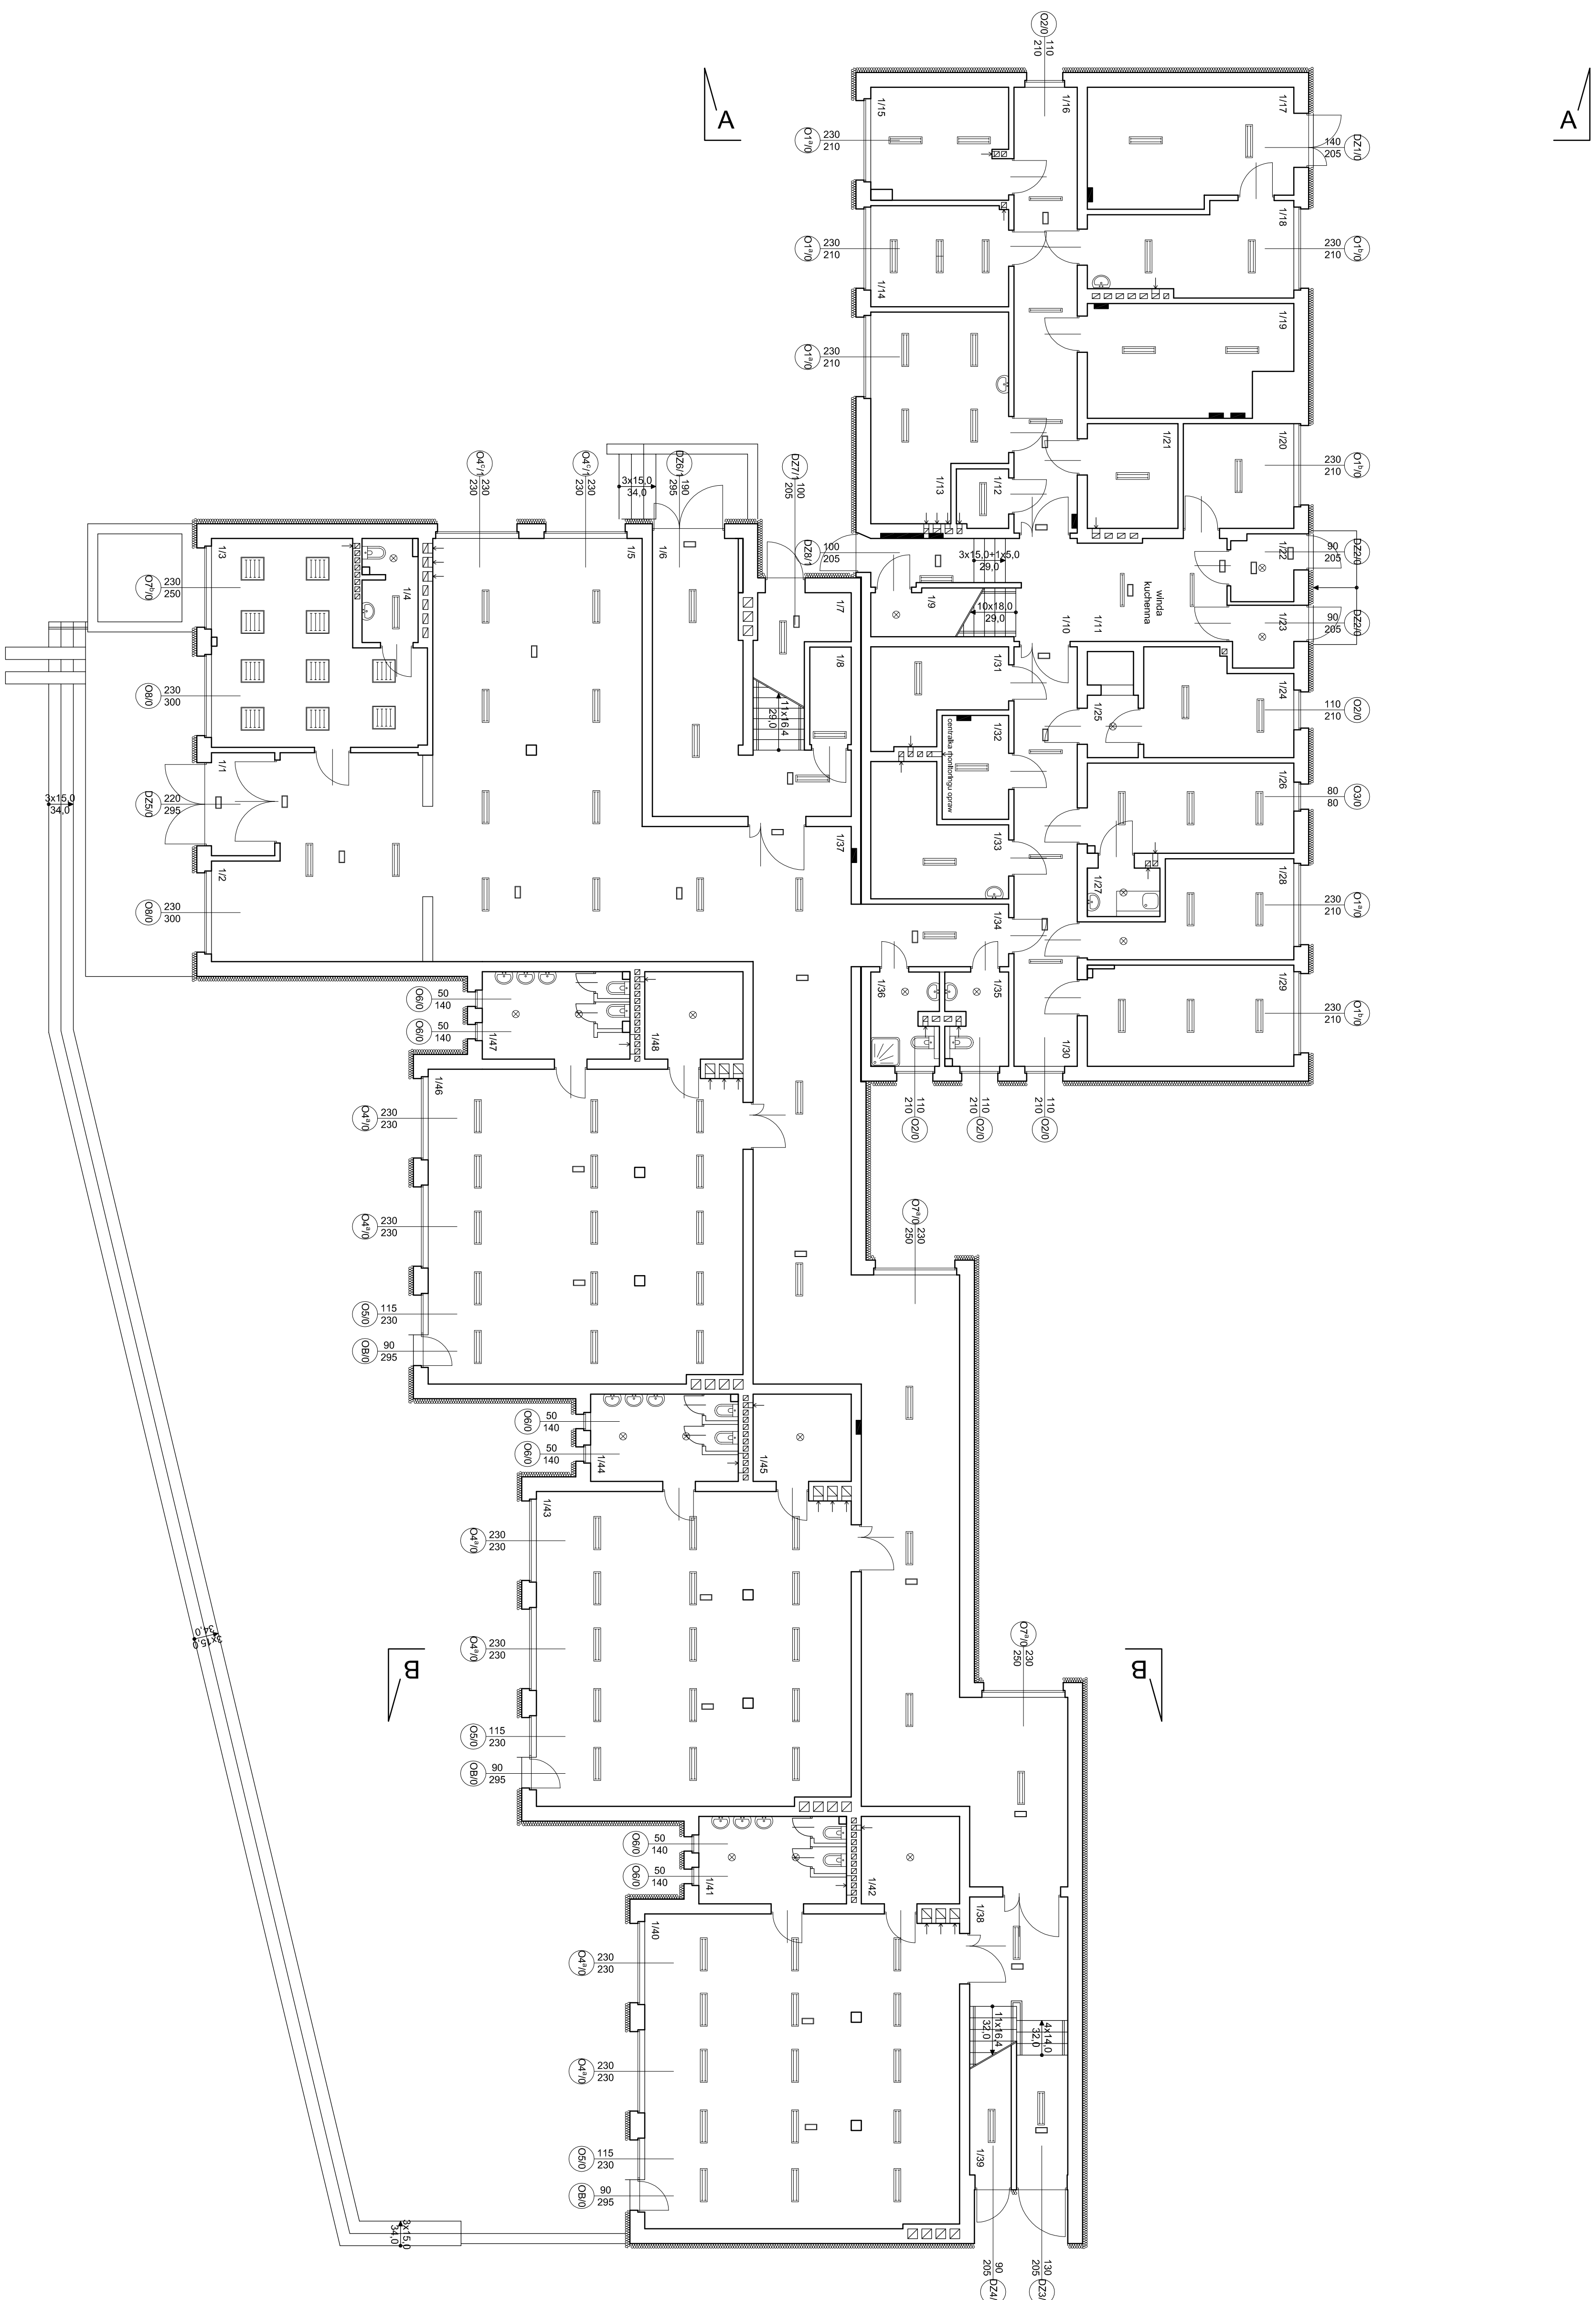 O2/0
110
210
A
A
1/15
1/16
1/17
O1ª/0
230
210
140
205
DZ1/0
1/18
O1ª/0
230
210
1/14
230
210
O1ᵇ/0
1/19
O1ª/0
230
210
1/20
1/21
O4ᶜ/1
230
230
O4ᶜ/1
230
230
DZ6/1
190
295
DZ7/1
100
205
3x15,0
34,0
1/13
1/12
230
210
O1ᵇ/0
1/3
1/5
1/6
DZ8/1
100
205
3x15,0+1x5,0
29,0
1/22
90
205
DZ2/0
O7ᵇ/0
230
250
1/4
1/7
1/9
10x18,0
29,0
1/10
1/11
winda
kuchenna
1/23
90
205
DZ2/0
O8/0
230
300
1/8
11x16,4
29,0
1/31
1/32
centralka monitoringu opraw
1/25
1/24
110
210
O2/0
1/1
3x15,0
34,0
DZ5/0
220
295
1/26
80
80
O3/0
1/2
1/37
1/33
1/27
1/28
O8/0
230
300
1/34
230
210
O1ª/0
O6/0
50
140
O6/0
50
140
1/47
1/48
1/36
1/35
1/30
1/29
230
210
O1ᵇ/0
1/46
O4ª/0
230
230
110
210
O2/0
110
210
O2/0
110
210
O2/0
O4ª/0
230
230
O7ª/0
230
250
O5/0
115
230
OB/0
90
295
O6/0
50
140
O6/0
50
140
1/44
1/45
1/43
O4ª/0
230
230
O4ª/0
230
230
O7ª/0
230
250
3x15,0
34,0
B
B
O5/0
115
230
OB/0
90
295
O6/0
50
140
O6/0
50
140
1/41
1/42
1/40
1/38
O4ª/0
230
230
11x16,4
32,0
4x14,0
32,0
O4ª/0
230
230
1/39
O5/0
115
230
OB/0
90
295
3x15,0
34,0
90
205
DZ4/
130
205
DZ3/